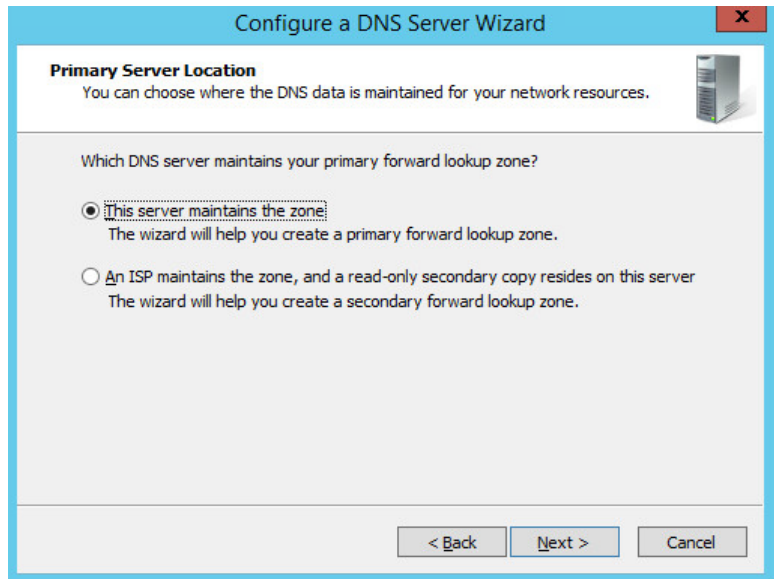 Configure a DNS Server Wizard
x
Primary Server Location
You can choose where the DNS data is maintained for your network resources.
Which DNS server maintains your primary forward lookup zone?
This server maintains the zone
The wizard will help you create a primary forward lookup zone.
An ISP maintains the zone, and a read-only secondary copy resides on this server
The wizard will help you create a secondary forward lookup zone.
< Back Next > Cancel